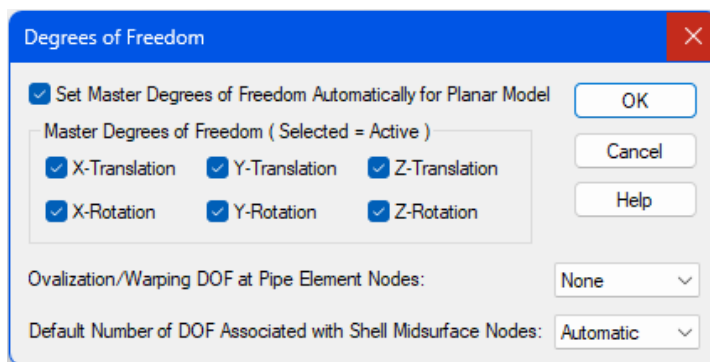 Degrees of Freedom
Set Master Degrees of Freedom Automatically for Planar Model
OK
Master Degrees of Freedom ( Selected = Active )
Cancel
X-Translation Y-Translation Z-Translation
Help
X-Rotation Y-Rotation Z-Rotation
Ovalization/Warping DOF at Pipe Element Nodes: None
Default Number of DOF Associated with Shell Midsurface Nodes: Automatic